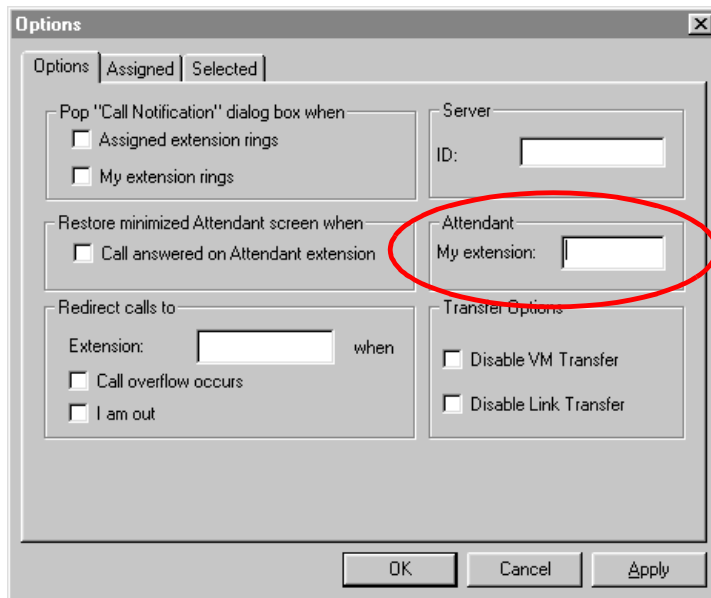 Options
Options Assigned Selected
Pop "Call Notification" dialog box when
Assigned extension rings
My extension rings
Server
ID:
Restore minimized Attendant screen when
Call answered on Attendant extension
Attendant
My extension:
Redirect calls to
Extension: when
Call overflow occurs
I am out
Transfer Options
Disable VM Transfer
Disable Link Transfer
OK Cancel Apply